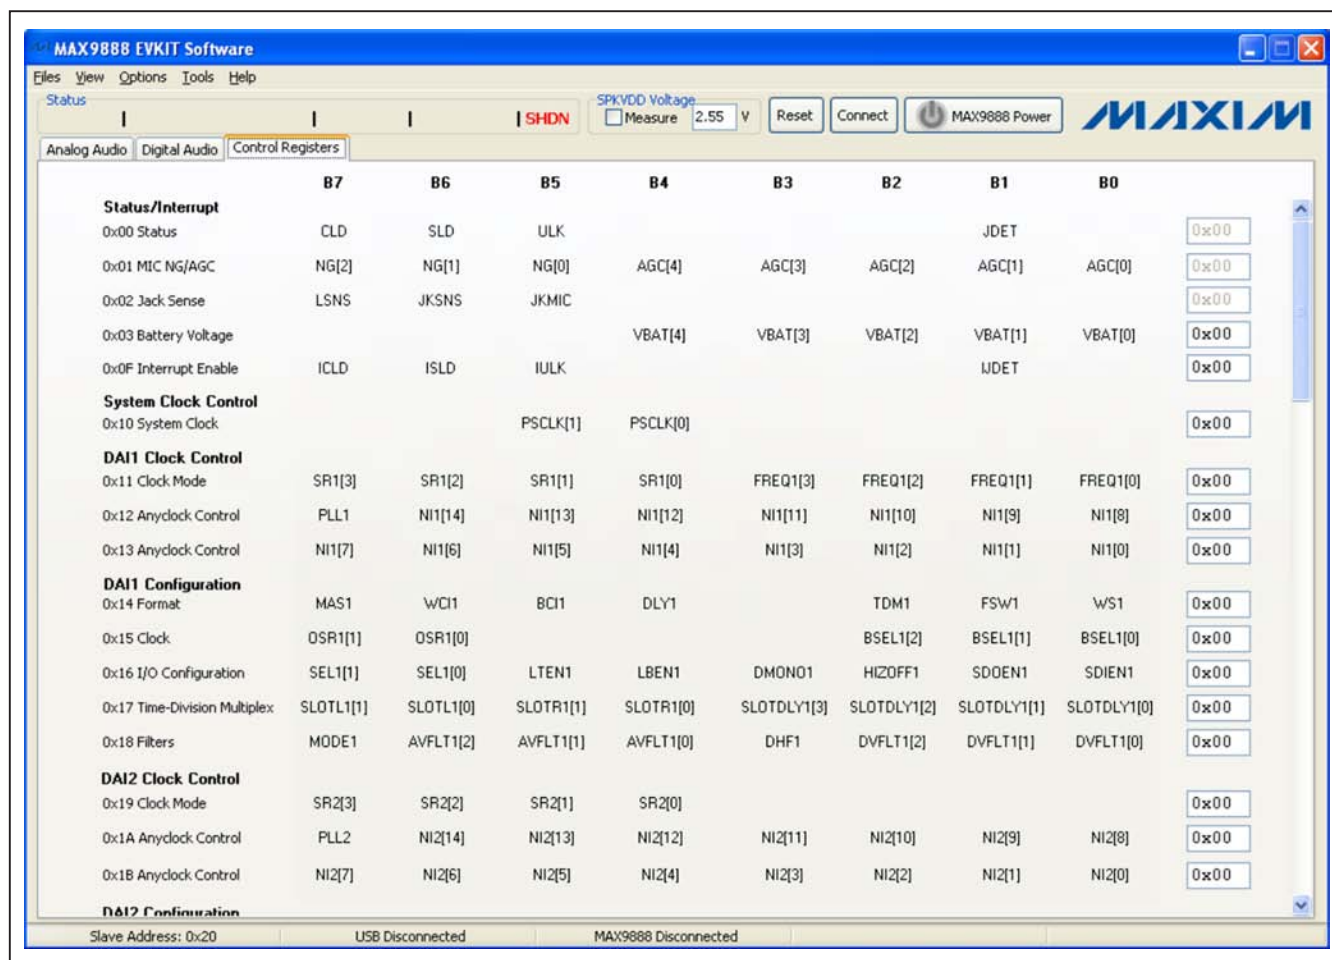 MAX9888 EVKIT Software
Files View Options Tools Help
Status
SHDN
SPKVDD Voltage
Measure 2.55 V
Reset Connect MAX9888 Power MAXIM
Analog Audio Digital Audio Control Registers
B7 B6 B5 B4 B3 B2 B1 B0
Status/Interrupt
0x00 Status CLD SLD ULK JDET 0x00
0x01 MIC NG/AGC NG[2] NG[1] NG[0] AGC[4] AGC[3] AGC[2] AGC[1] AGC[0] 0x00
0x02 Jack Sense LSNS JKSNS JKMIC 0x00
0x03 Battery Voltage VBAT[4] VBAT[3] VBAT[2] VBAT[1] VBAT[0] 0x00
0x0F Interrupt Enable ICLD ISLD IULK IJDET 0x00
System Clock Control
0x10 System Clock PSCLK[1] PSCLK[0] 0x00
DAI1 Clock Control
0x11 Clock Mode SR1[3] SR1[2] SR1[1] SR1[0] FREQ1[3] FREQ1[2] FREQ1[1] FREQ1[0] 0x00
0x12 Anyclock Control PLL1 NI1[14] NI1[13] NI1[12] NI1[11] NI1[10] NI1[9] NI1[8] 0x00
0x13 Anyclock Control NI1[7] NI1[6] NI1[5] NI1[4] NI1[3] NI1[2] NI1[1] NI1[0] 0x00
DAI1 Configuration
0x14 Format MAS1 WCI1 BCI1 DLY1 TDM1 FSW1 WS1 0x00
0x15 Clock OSR1[1] OSR1[0] BSEL1[2] BSEL1[1] BSEL1[0] 0x00
0x16 I/O Configuration SEL1[1] SEL1[0] LTEN1 LBEN1 DMONO1 HIZOFF1 SDOEN1 SDIEN1 0x00
0x17 Time-Division Multiplex SLOTL1[1] SLOTL1[0] SLOTR1[1] SLOTR1[0] SLOTDLY1[3] SLOTDLY1[2] SLOTDLY1[1] SLOTDLY1[0] 0x00
0x18 Filters MODE1 AVFLT1[2] AVFLT1[1] AVFLT1[0] DHF1 DVFLT1[2] DVFLT1[1] DVFLT1[0] 0x00
DAI2 Clock Control
0x19 Clock Mode SR2[3] SR2[2] SR2[1] SR2[0] 0x00
0x1A Anyclock Control PLL2 NI2[14] NI2[13] NI2[12] NI2[11] NI2[10] NI2[9] NI2[8] 0x00
0x1B Anyclock Control NI2[7] NI2[6] NI2[5] NI2[4] NI2[3] NI2[2] NI2[1] NI2[0] 0x00
DAI2 Configuration
Slave Address: 0x20 USB Disconnected MAX9888 Disconnected